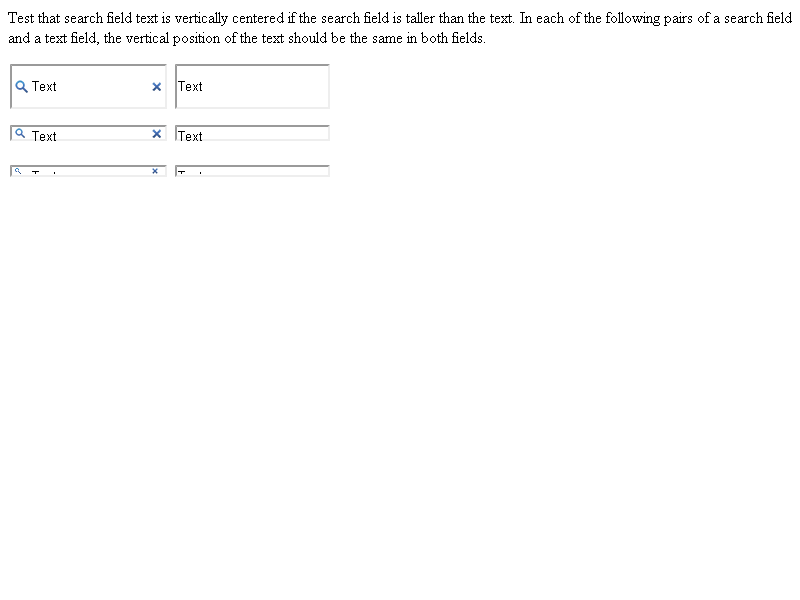 Test that search field text is vertically centered if the search field is taller than the text. In each of the following pairs of a search field
and a text field, the vertical position of the text should be the same in both fields.
Text Text
Text Text